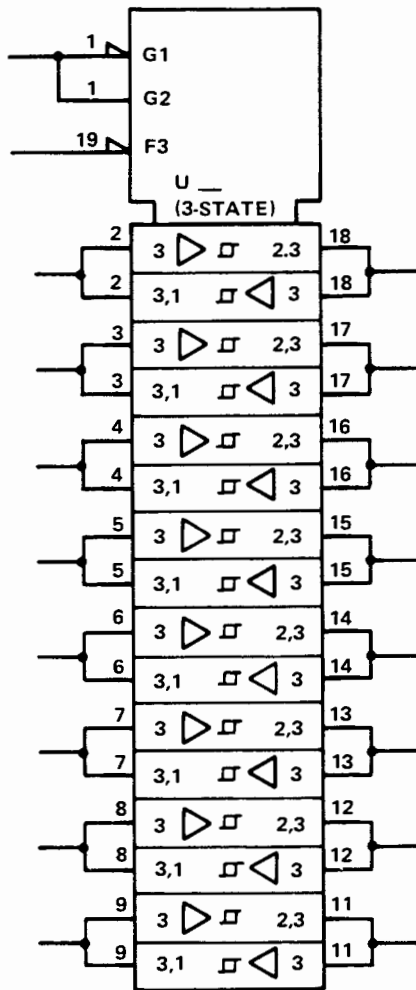 1 G1
1 G2
19 F3
U __
(3-STATE)
2 3 2.3 18
2 3,1 3 18
3 3 2,3 17
3 3,1 3 17
4 3 2,3 16
4 3,1 3 16
5 3 2,3 15
5 3,1 3 15
6 3 2,3 14
6 3,1 3 14
7 3 2,3 13
7 3,1 3 13
8 3 2,3 12
8 3,1 3 12
9 3 2,3 11
9 3,1 3 11